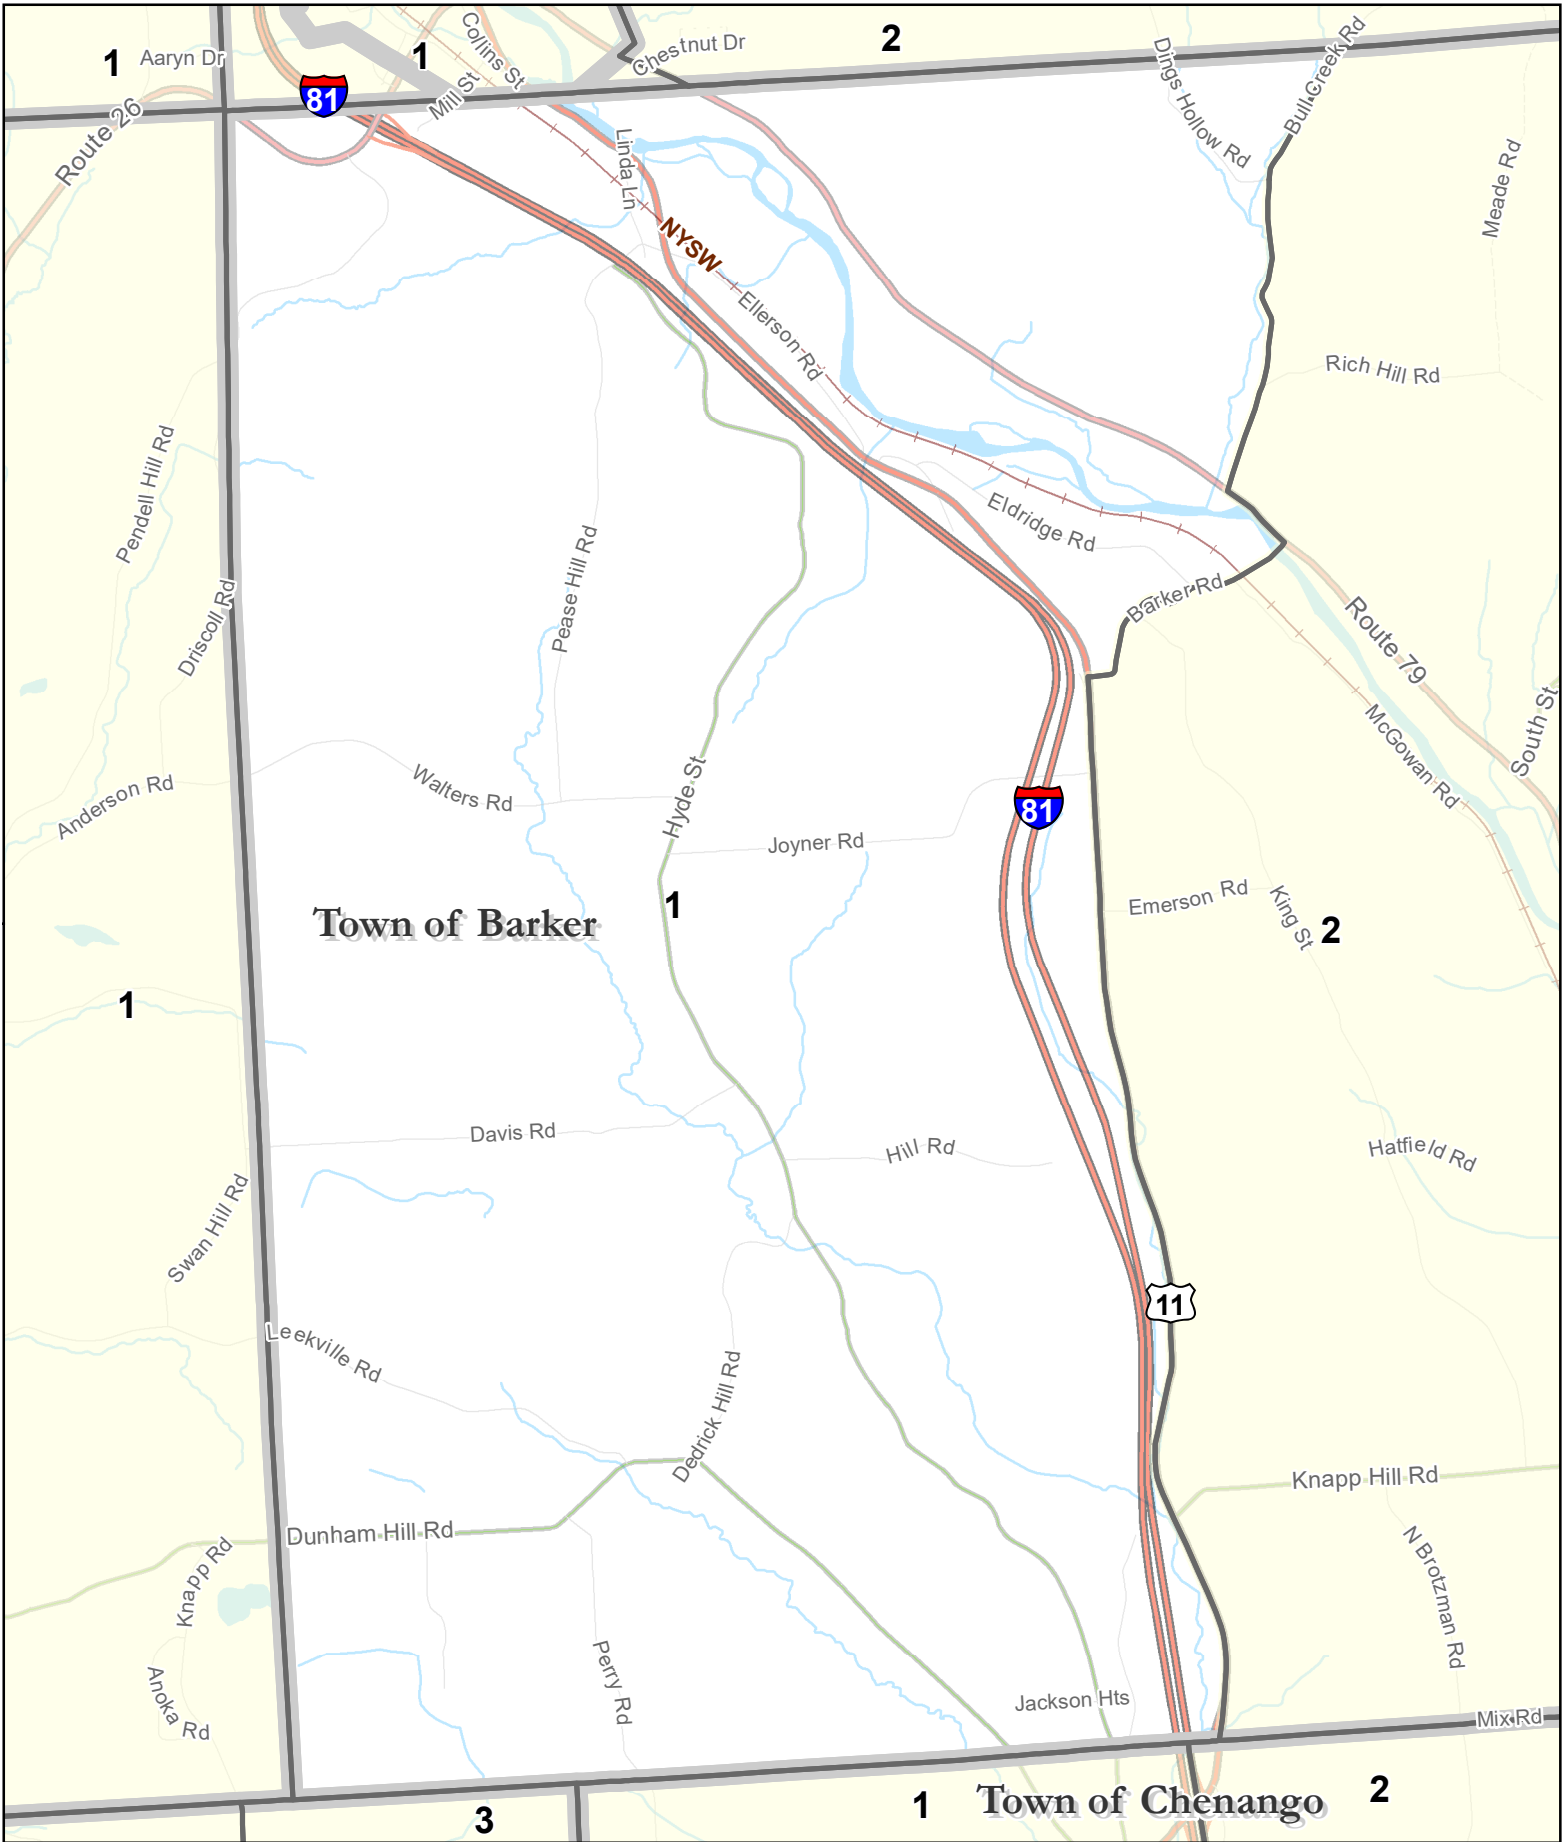 2
Chestnut Dr
Collins St
1
1
Aaryn Dr
Dings Hollow Rd
Bull Creek Rd
81
Mill St
Route 26
Linda Ln
Meade Rd
NYSW
Ellerson Rd
Rich Hill Rd
Pendell Hill Rd
Eldridge Rd
Pease Hill Rd
Driscoll Rd
Barker Rd
Route 79
South St
McGowan Rd
Anderson Rd
Walters Rd
Hyde St
81
Joyner Rd
Emerson Rd
King St
2
1
Town of Barker
1
Davis Rd
Hill Rd
Hatfield Rd
Swan Hill Rd
11
Leekville Rd
Dedrick Hill Rd
Knapp Hill Rd
Dunham Hill Rd
Knapp Rd
N Brotzman Rd
Perry Rd
Anoka Rd
Jackson Hts
Mix Rd
2
1
Town of Chenango
3